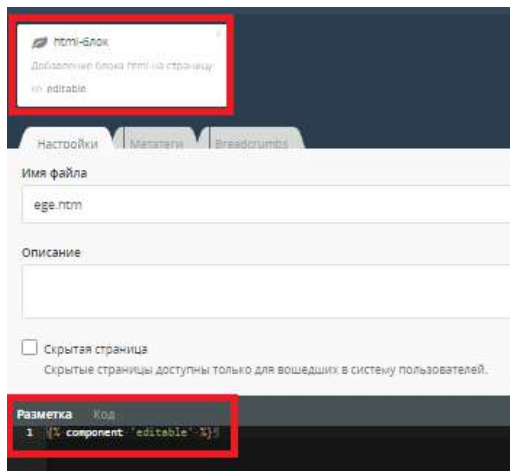 html-блок
Добавление блока html на страницу
editable
Настройки Метатеги Breadcrumbs
Имя файла
ege.htm
Описание
Скрытая страница
Скрытые страницы доступны только для вошедших в систему пользователей.
Разметка Код
1 {% component 'editable' %}